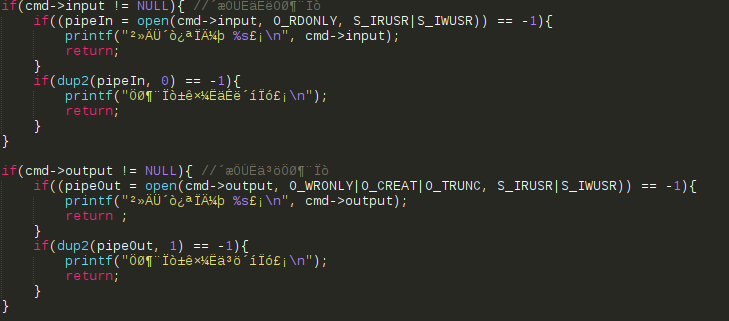 if(cmd->input != NULL){ //´æÔÚÊäÈëÖØ¶¨Ïò
if((pipeIn = open(cmd->input, O_RDONLY, S_IRUSR|S_IWUSR)) == -1){
printf("²»ÄÜ´ò¿ªÎÄ¼þ %s£¡\n", cmd->input);
return;
}
if(dup2(pipeIn, 0) == -1){
printf("ÖØ¶¨Ïò±ê×¼ÊäÈë´íÎó£¡\n");
return;
}
}
if(cmd->output != NULL){ //´æÔÚÊä³öÖØ¶¨Ïò
if((pipeOut = open(cmd->output, O_WRONLY|O_CREAT|O_TRUNC, S_IRUSR|S_IWUSR)) == -1){
printf("²»ÄÜ´ò¿ªÎÄ¼þ %s£¡\n", cmd->output);
return ;
}
if(dup2(pipeOut, 1) == -1){
printf("ÖØ¶¨Ïò±ê×¼Êä³ö´íÎó£¡\n");
return;
}
}